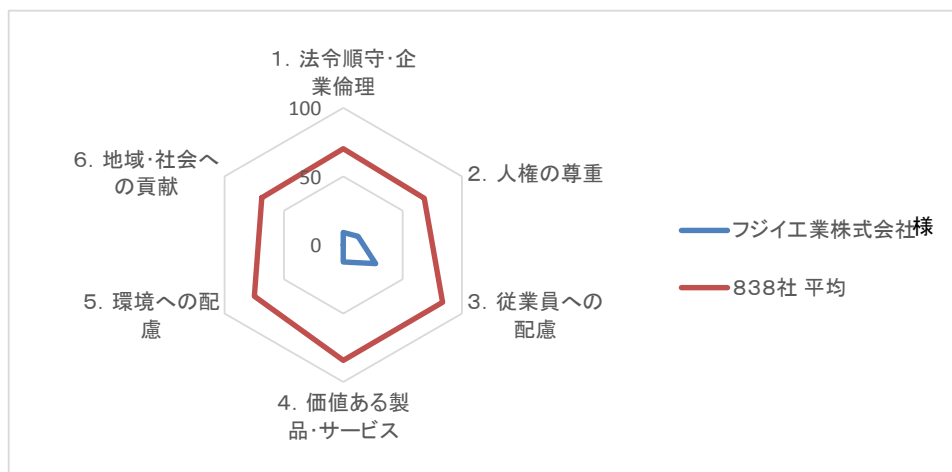 1. 法令順守・企
業倫理
100
6. 地域・社会へ
の貢献
2. 人権の尊重
50
フジイ工業株式会社様
0
838社 平均
5. 環境への配
慮
3. 従業員への
配慮
4. 価値ある製
品・サービス